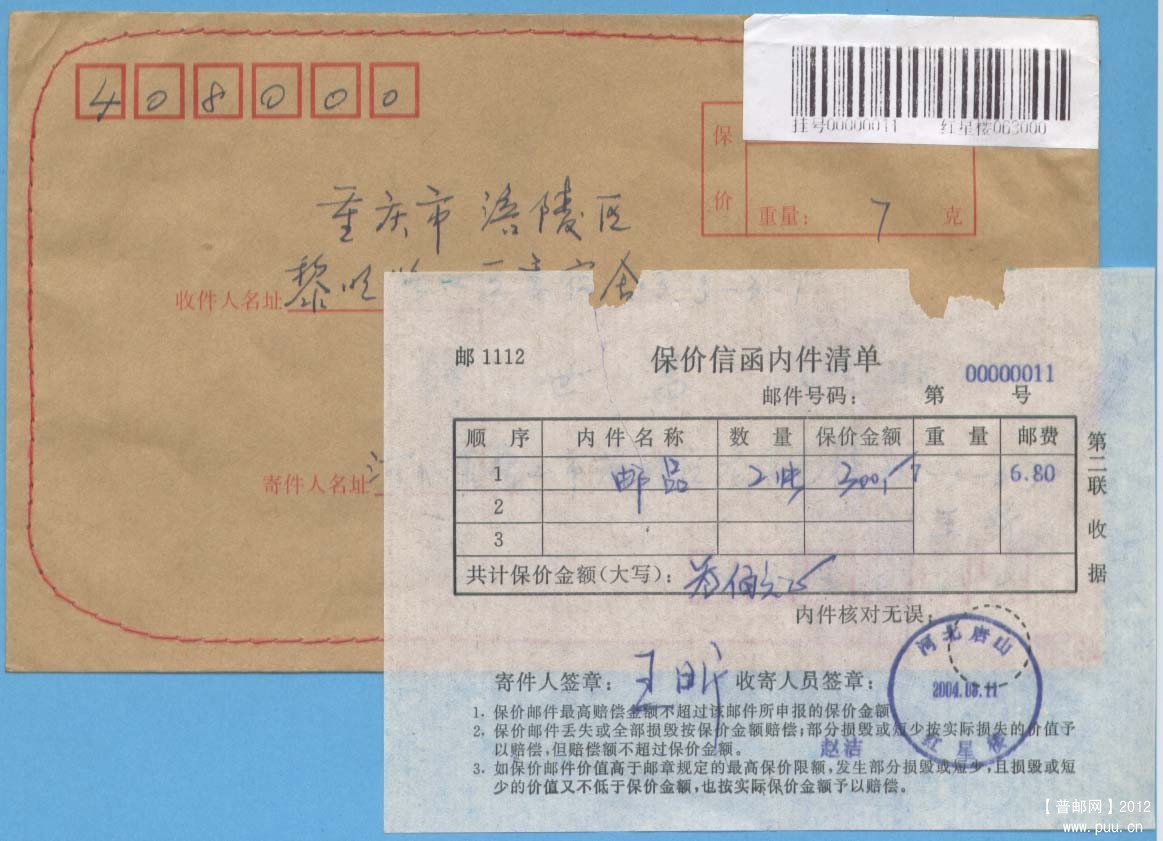 挂号00000011 红星楼063000
408000
保价
重量： 7 克
重庆市涪陵区
收件人名址 黎明
寄件人名址
邮1112 保价信函内件清单
00000011
邮件号码： 第 号
顺 序 内件名称 数 量 保价金额 重 量 邮费
1 邮品 2 300 7 6.80
2
3
共计保价金额(大写)： 叁佰元
第二联 收据
内件核对无误。
寄件人签章： 王昕 收寄人员签章：
赵洁
河北唐山
2004.08.11
红星楼
1. 保价邮件最高赔偿金额不超过该邮件所申报的保价金额
2. 保价邮件丢失或全部损毁按保价金额赔偿；部分损毁或短少按实际损失的价值予
以赔偿，但赔偿额不超过保价金额。
3. 如保价邮件价值高于邮章规定的最高保价限额，发生部分损毁或短少，且损毁或短
少的价值又不低于保价金额，也按实际保价金额予以赔偿。
【普邮网】2012
www.puu.cn